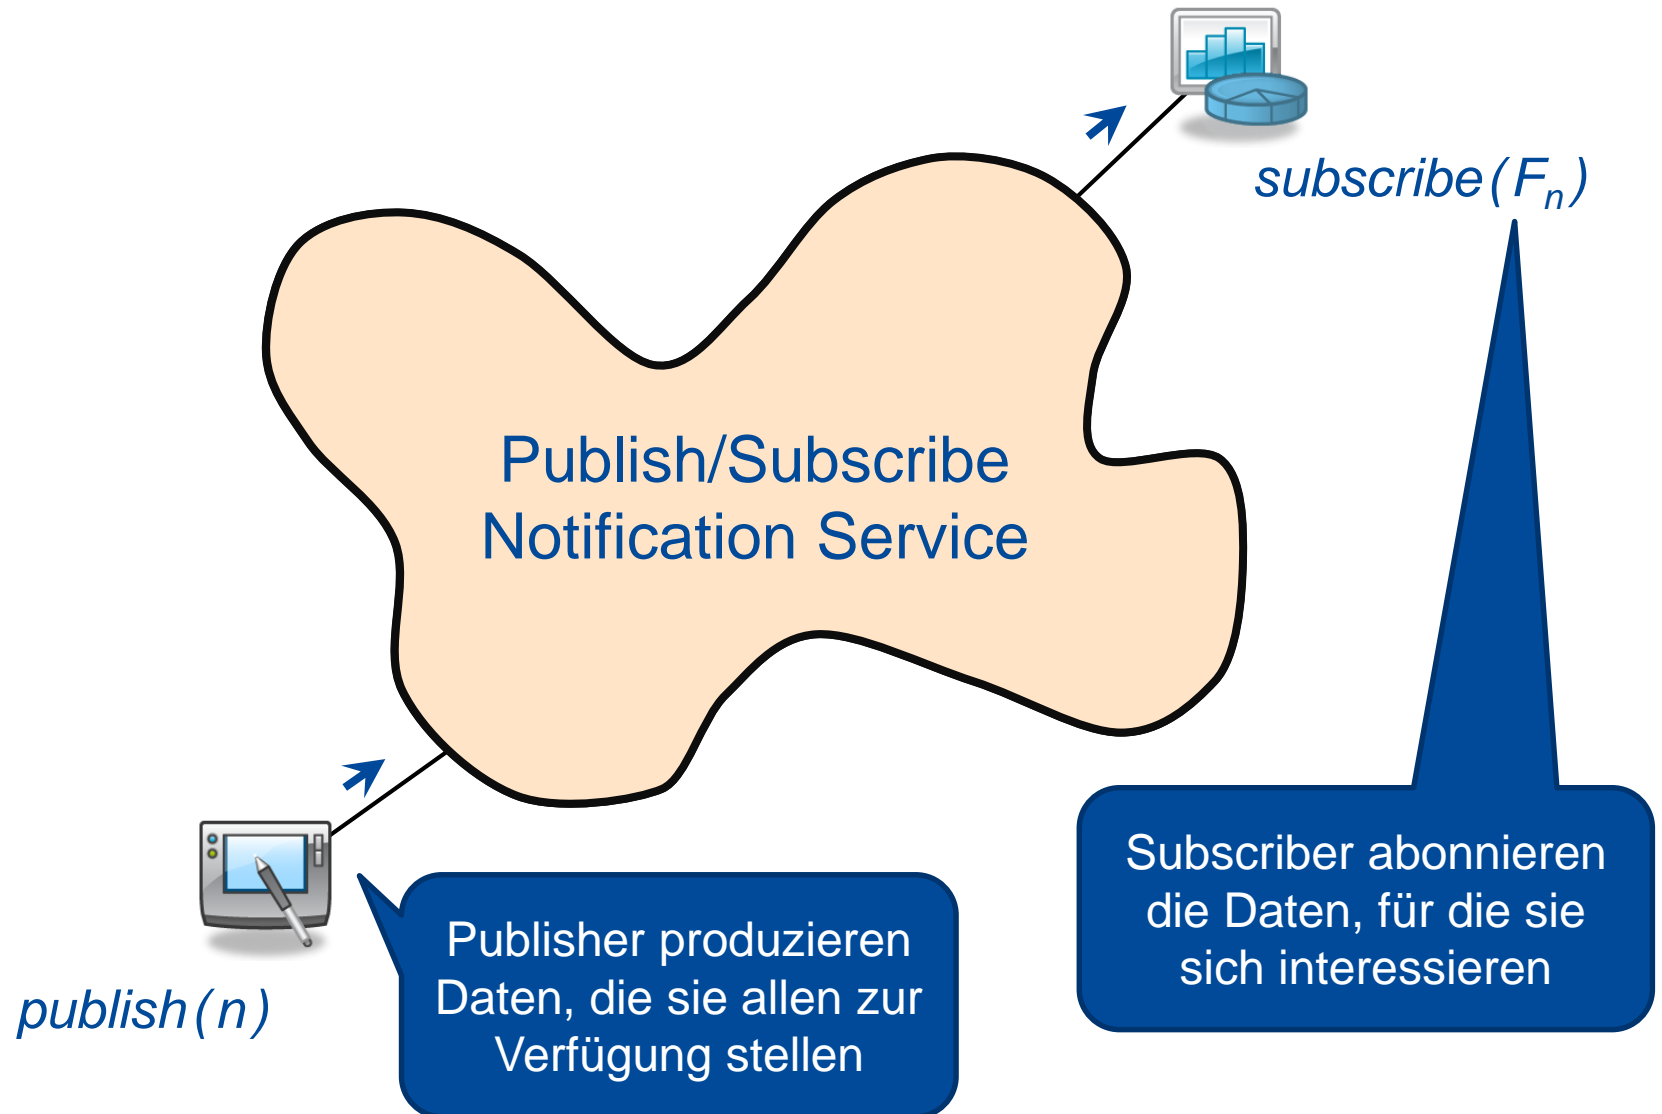 subscribe(Fn)
Publish/Subscribe
Notification Service
Subscriber abonnieren
die Daten, für die sie
sich interessieren
Publisher produzieren
Daten, die sie allen zur
Verfügung stellen
publish(n)